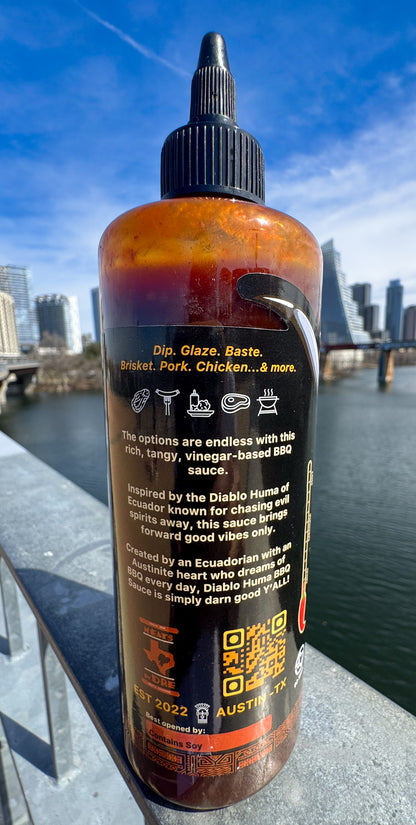 Dip. Glaze. Baste.
Brisket. Pork. Chicken...& more.
The options are endless with this
rich, tangy, vinegar-based BBQ
sauce.
Inspired by the Diablo Huma of
Ecuador known for chasing evil
spirits away, this sauce brings
forward good vibes only.
Created by an Ecuadorian with an
Austinite heart who dreams of
BBQ every day, Diablo Huma BBQ
Sauce is simply darn good Y'ALL!
MEATS
by DRE
EST 2022 AUSTIN-TX
Best opened by:
Contains Soy